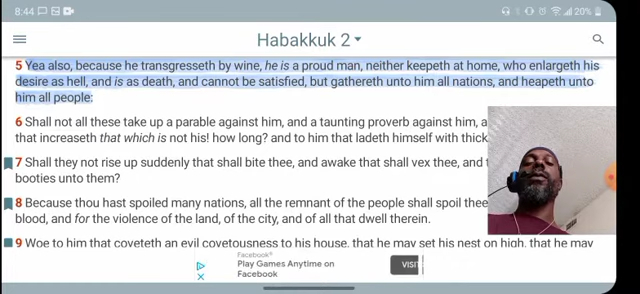 8:44 20%
Habakkuk 2
5 Yea also, because he transgresseth by wine, he is a proud man, neither keepeth at home, who enlargeth his
desire as hell, and is as death, and cannot be satisfied, but gathereth unto him all nations, and heapeth unto
him all people:
6 Shall not all these take up a parable against him, and a taunting proverb against him, a
that increaseth that which is not his! how long? and to him that ladeth himself with thick
7 Shall they not rise up suddenly that shall bite thee, and awake that shall vex thee, and
booties unto them?
8 Because thou hast spoiled many nations, all the remnant of the people shall spoil thee
blood, and for the violence of the land, of the city, and of all that dwell therein.
9 Woe to him that coveteth an evil covetousness to his house, that he may set his nest on high, that he may
Facebook®
Play Games Anytime on
Facebook
VISIT